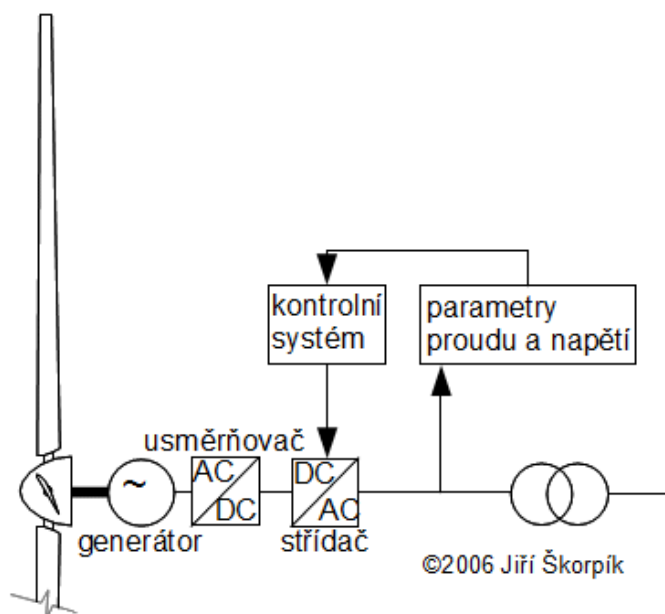 kontrolní
systém
parametry
proudu a napětí
usměrňovač
AC
DC
DC
AC
~
generátor
střídač
©2006 Jiří Škorpík